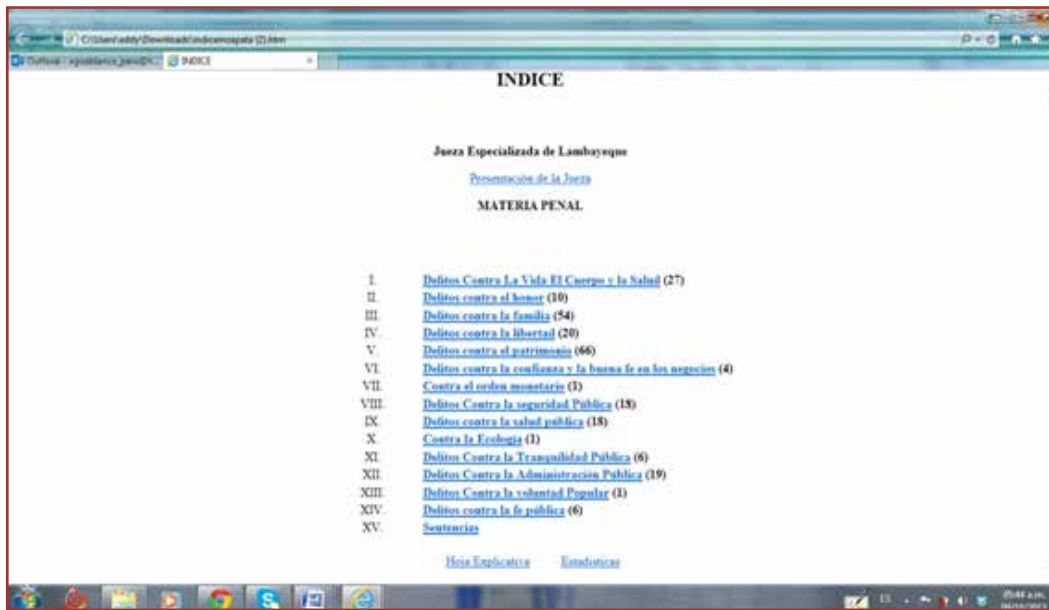 INDICE
INDICE
Jueza Especializada de Lambayeque
Presentación de la Jueza
MATERIA PENAL
I. Delitos Contra La Vida El Cuerpo y la Salud (27)
II. Delitos contra el honor (10)
III. Delitos contra la familia (54)
IV. Delitos contra la libertad (20)
V. Delitos contra el patrimonio (66)
VI. Delitos contra la confianza y la buena fe en los negocios (4)
VII. Contra el orden monetario (1)
VIII. Delitos Contra la seguridad Pública (18)
IX. Delitos contra la salud pública (18)
X. Contra la Ecología (1)
XI. Delitos Contra la Tranquilidad Pública (6)
XII. Delitos Contra la Administración Pública (19)
XIII. Delitos Contra la voluntad Popular (1)
XIV. Delitos contra la fe pública (6)
XV. Sentencias
Hoja Explicativa Estadisticas
ES
05:44 a.m.